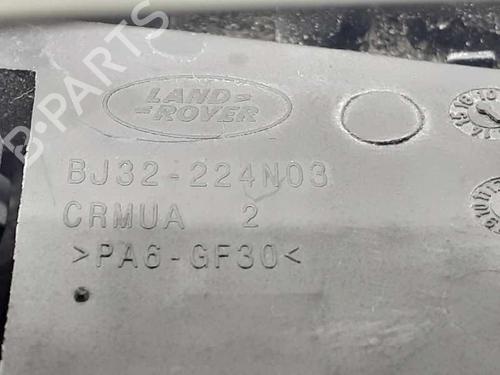 B-PARTS
LAND
ROVER
BJ32-224N03
CRMUA 2
>PA6-GF30<